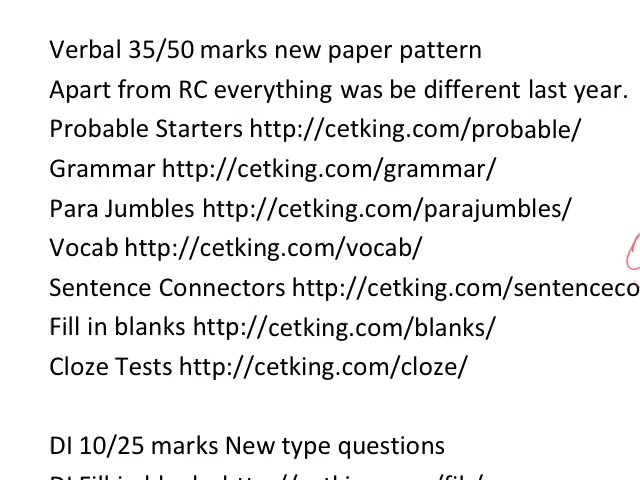 Verbal 35/50 marks new paper pattern
Apart from RC everything was be different last year.
Probable Starters http://cetking.com/probable/
Grammar http://cetking.com/grammar/
Para Jumbles http://cetking.com/parajumbles/
Vocab http://cetking.com/vocab/
Sentence Connectors http://cetking.com/sentenceco
Fill in blanks http://cetking.com/blanks/
Cloze Tests http://cetking.com/cloze/
DI 10/25 marks New type questions